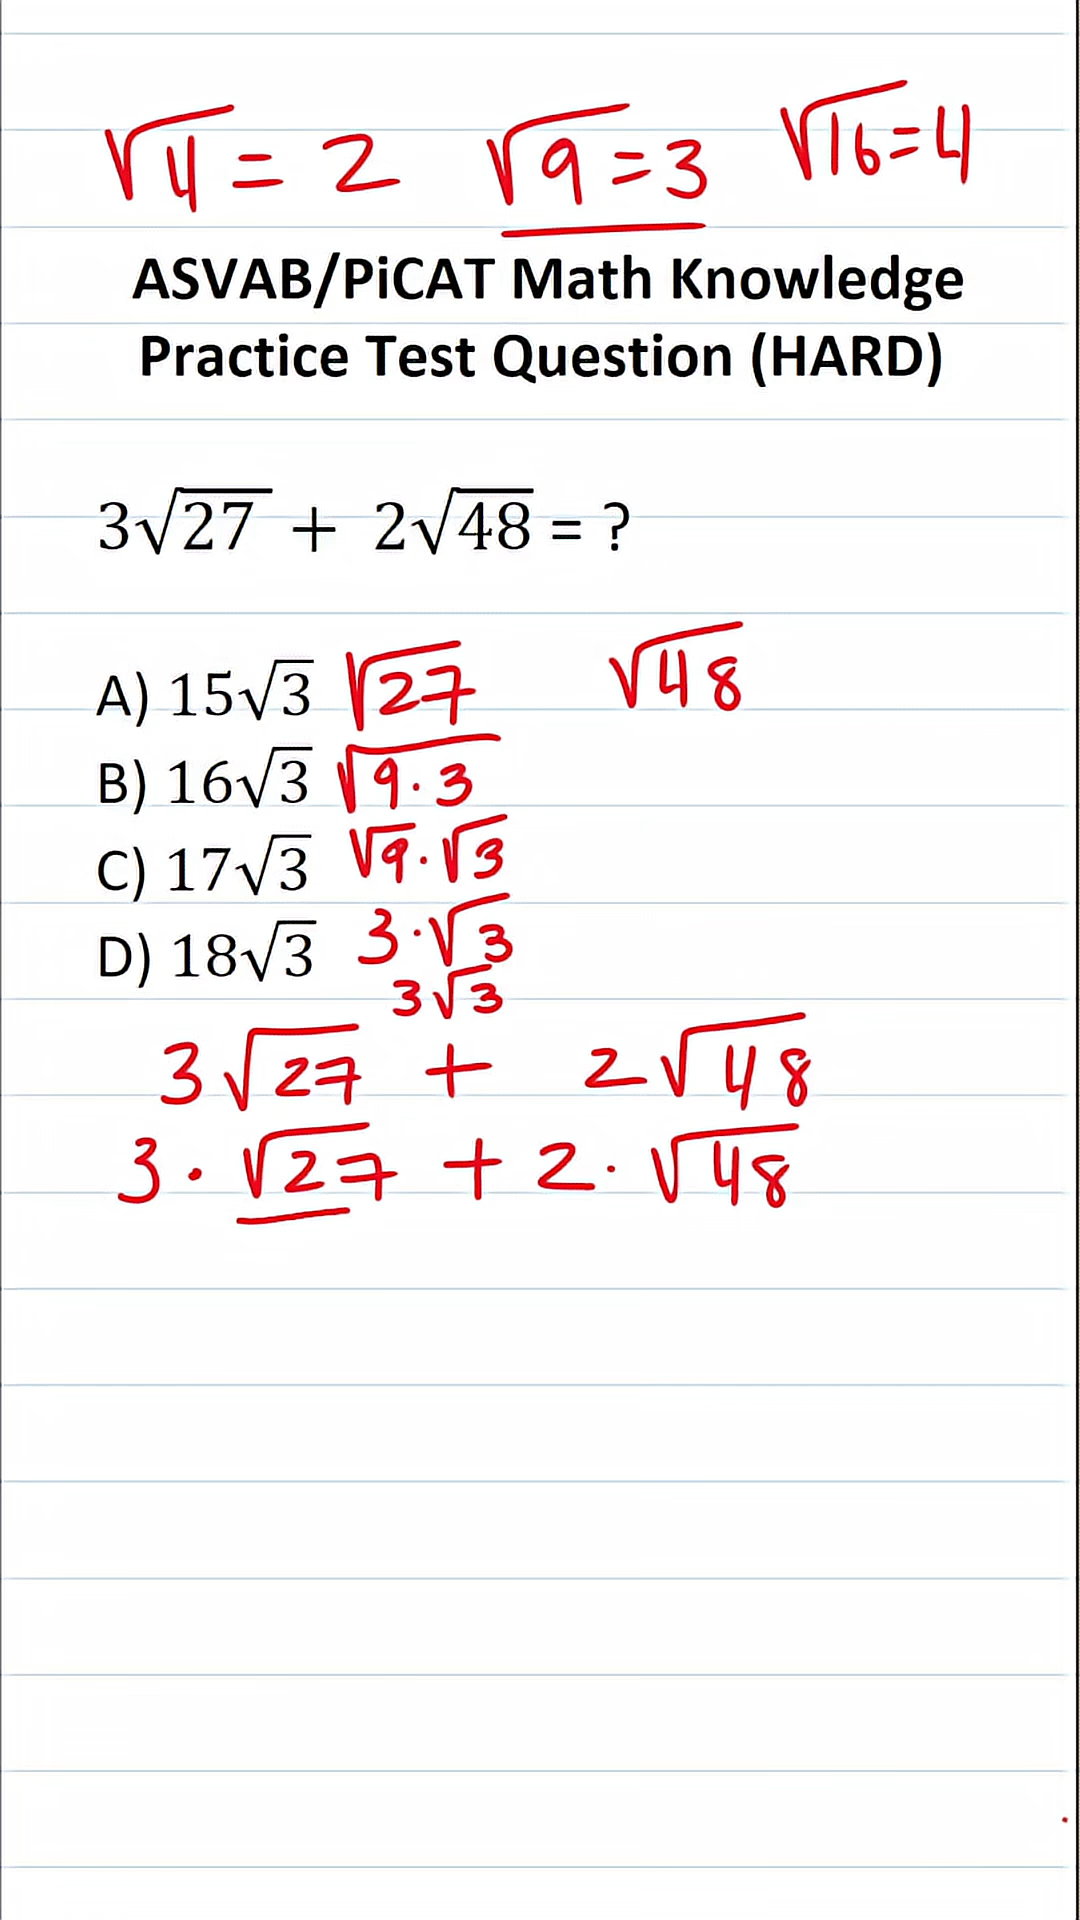 √4 = 2 √9 = 3 √16 = 4
ASVAB/PiCAT Math Knowledge
Practice Test Question (HARD)
3√27 + 2√48 = ?
A) 15√3 √27 √48
B) 16√3 √9·3
C) 17√3 √9·√3
D) 18√3 3·√3
3√3
3√27 + 2√48
3·√27 + 2·√48